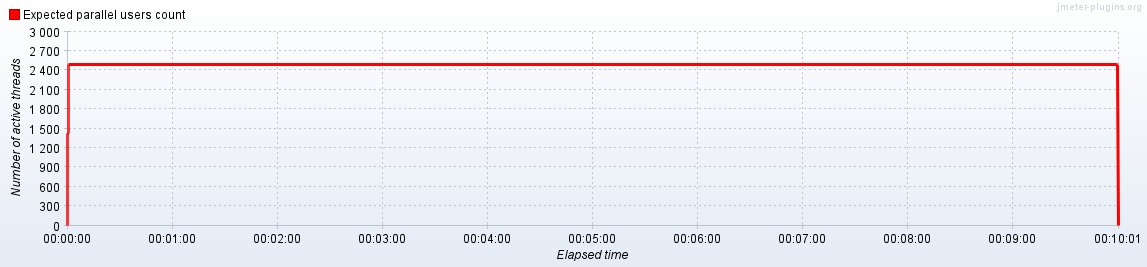 jmeter-plugins.org
Expected parallel users count
3 000
2 700
2 400
2 100
1 800
1 500
1 200
900
600
300
0
Number of active threads
00:00:00 00:01:00 00:02:00 00:03:00 00:04:00 00:05:00 00:06:00 00:07:00 00:08:00 00:09:00 00:10:01
Elapsed time